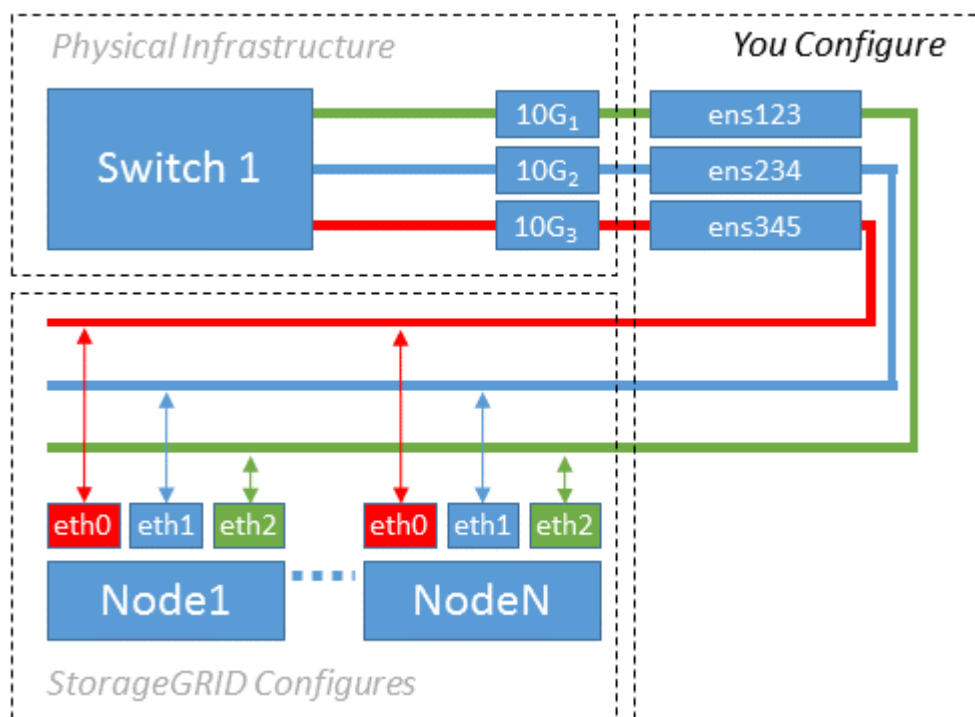 Physical Infrastructure
You Configure
Switch 1
10G₁
ens123
10G₂
ens234
10G₃
ens345
eth0
eth1
eth2
eth0
eth1
eth2
Node1
NodeN
StorageGRID Configures